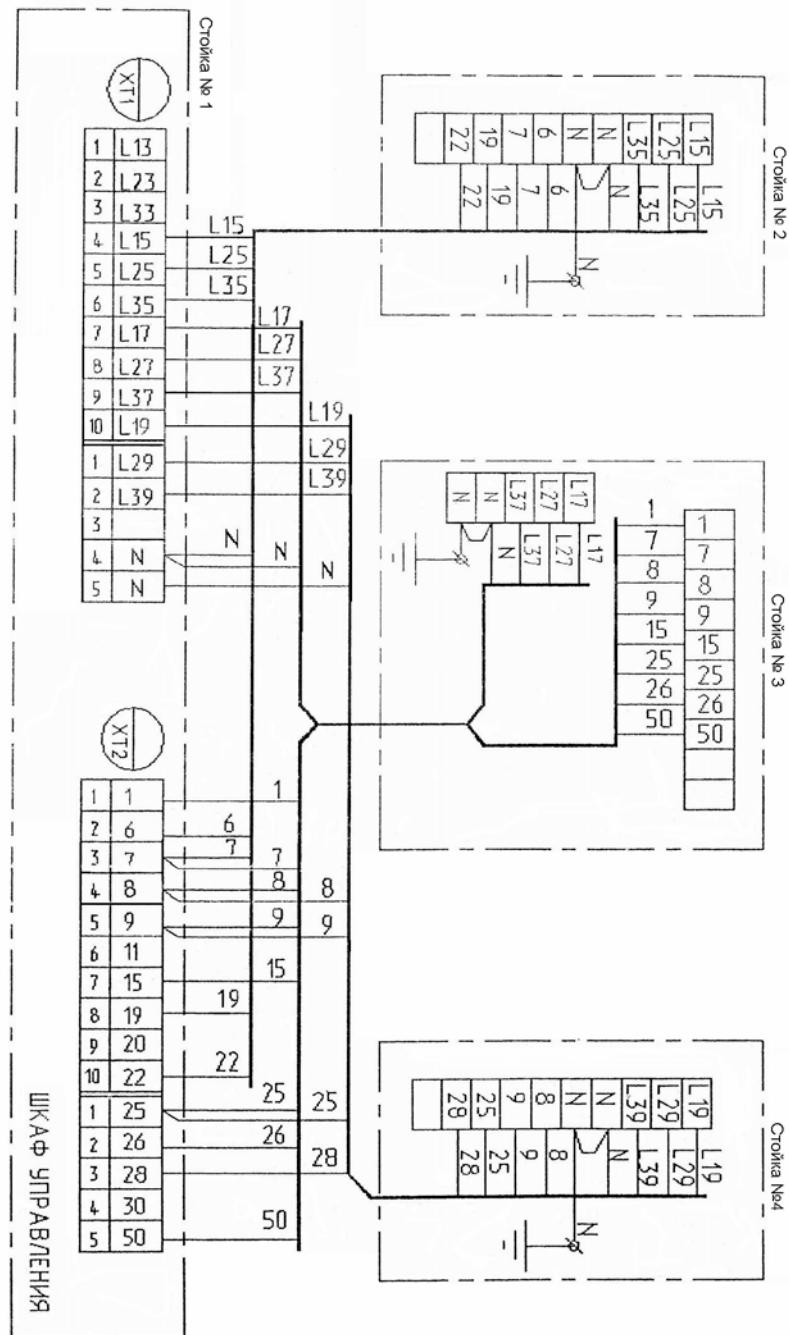 Стойка № 1
XT1
1 L13
2 L23
3 L33
4 L15
5 L25
6 L35
7 L17
8 L27
9 L37
10 L19
1 L29
2 L39
3
4 N
5 N
L15
L25
L35
L17
L27
L37
L19
L29
L39
N N N
XT2
1 1
2 6
3 7
4 8
5 9
6 11
7 15
8 19
9 20
10 22
1 25
2 26
3 28
4 30
5 50
1
6
7
7
8 8
9 9
15
19
22
25 25
26
28
50
ШКАФ УПРАВЛЕНИЯ
Стойка № 2
L15
L25
L35
N
N
6
7
19
22
L15
L25
L35
N
6
7
19
22
N
Стойка № 3
L17
L27
L37
N
N
L17
L27
L37
N
1 1
7 7
8 8
9 9
15 15
25 25
26 26
50 50
Стойка №4
L19
L29
L39
N
N
8
9
25
28
L19
L29
L39
N
8
9
25
28
N